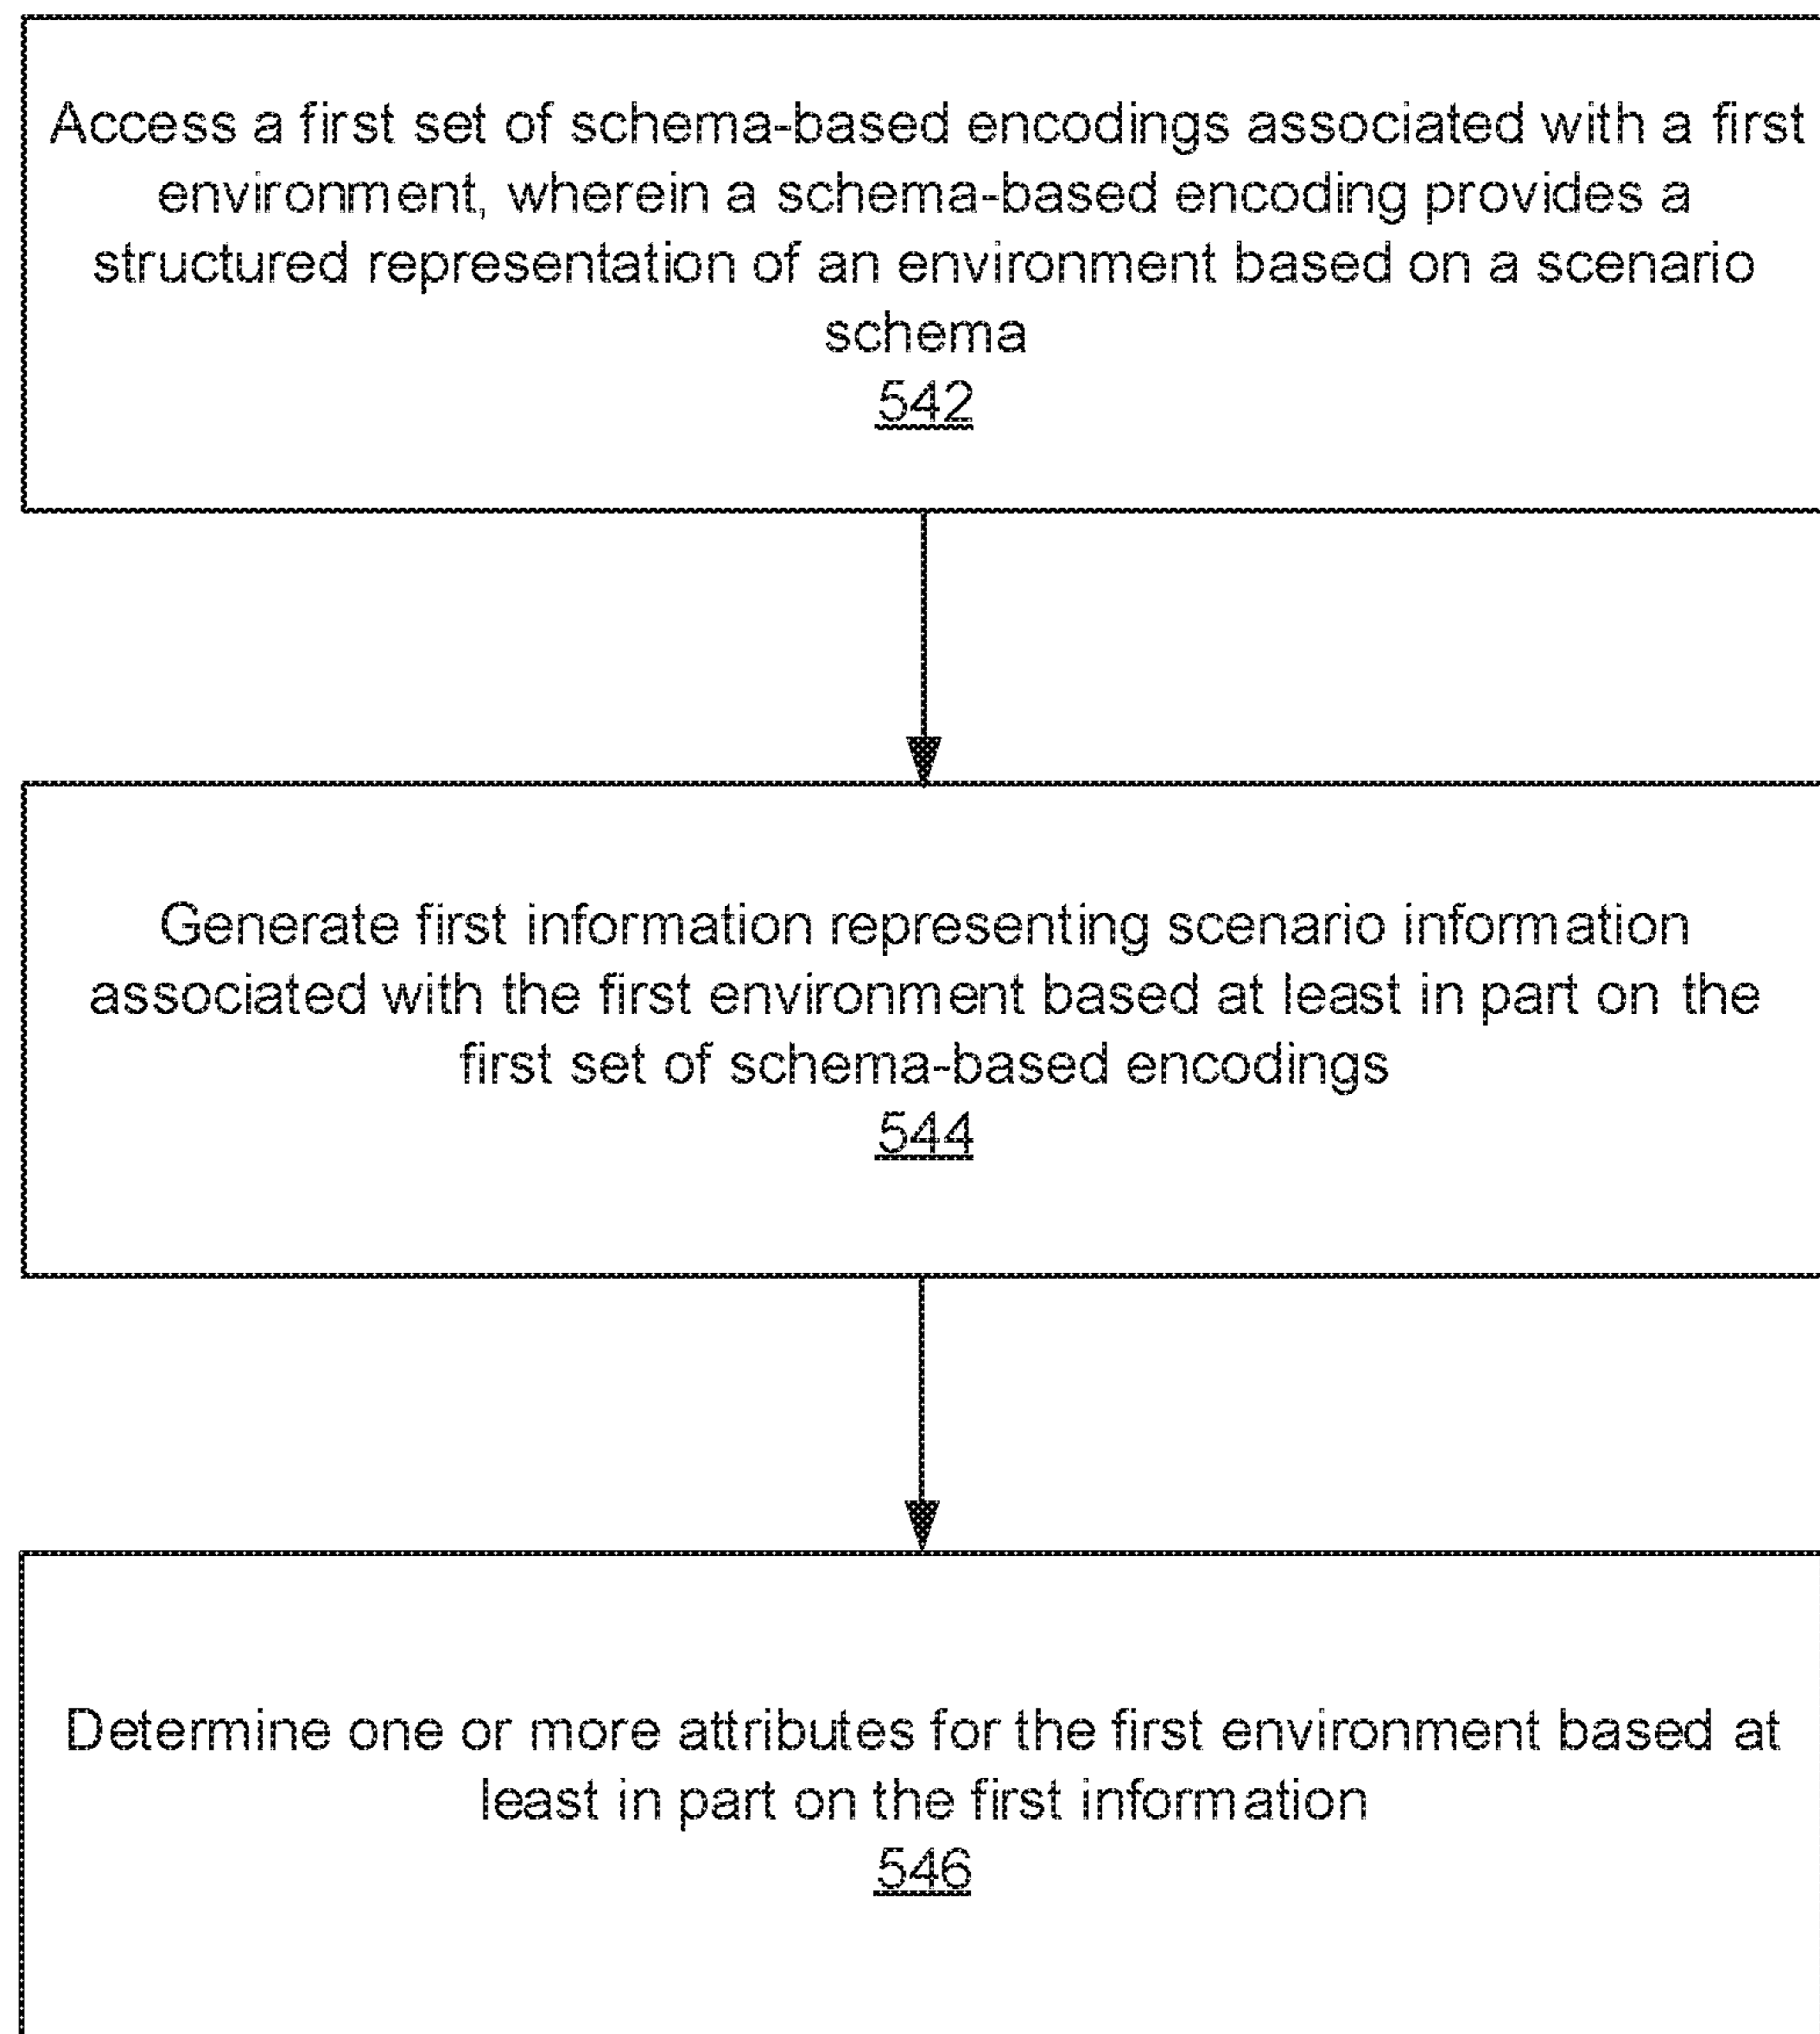 Access a first set of schema-based encodings associated with a first
environment, wherein a schema-based encoding provides a
structured representation of an environment based on a scenario
schema
542
Generate first information representing scenario information
associated with the first environment based at least in part on the
first set of schema-based encodings
544
Determine one or more attributes for the first environment based at
least in part on the first information
546